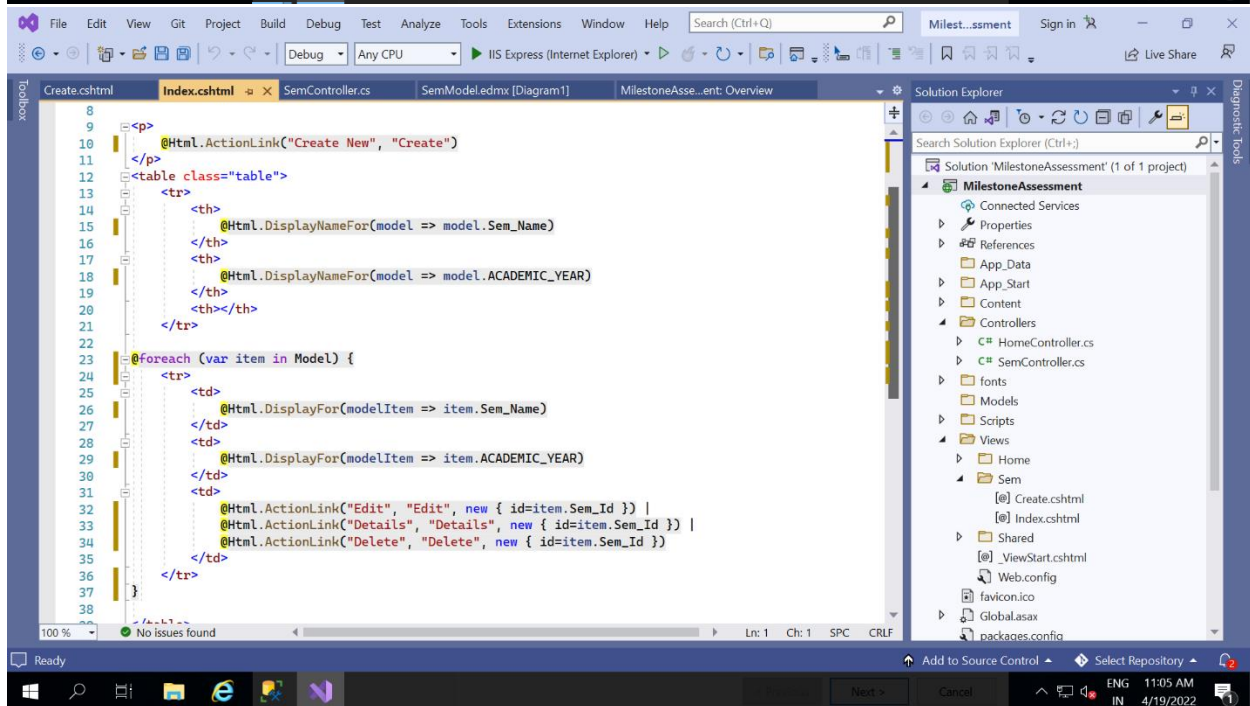 File Edit View Git Project Build Debug Test Analyze Tools Extensions Window Help Search (Ctrl+Q) Milest...ssment Sign in
Debug Any CPU IIS Express (Internet Explorer) Live Share
Toolbox
Create.cshtml Index.cshtml SemController.cs SemModel.edmx [Diagram1] MilestoneAsse...ent: Overview
8
9 <p>
10 @Html.ActionLink("Create New", "Create")
11 </p>
12 <table class="table">
13 <tr>
14 <th>
15 @Html.DisplayNameFor(model => model.Sem_Name)
16 </th>
17 <th>
18 @Html.DisplayNameFor(model => model.ACADEMIC_YEAR)
19 </th>
20 <th></th>
21 </tr>
22
23 @foreach (var item in Model) {
24 <tr>
25 <td>
26 @Html.DisplayFor(modelItem => item.Sem_Name)
27 </td>
28 <td>
29 @Html.DisplayFor(modelItem => item.ACADEMIC_YEAR)
30 </td>
31 <td>
32 @Html.ActionLink("Edit", "Edit", new { id=item.Sem_Id }) |
33 @Html.ActionLink("Details", "Details", new { id=item.Sem_Id }) |
34 @Html.ActionLink("Delete", "Delete", new { id=item.Sem_Id })
35 </td>
36 </tr>
37 }
38
100 % No issues found Ln: 1 Ch: 1 SPC CRLF
Solution Explorer
Search Solution Explorer (Ctrl+;)
Solution 'MilestoneAssessment' (1 of 1 project)
MilestoneAssessment
Connected Services
Properties
References
App_Data
App_Start
Content
Controllers
C# HomeController.cs
C# SemController.cs
fonts
Models
Scripts
Views
Home
Sem
[@] Create.cshtml
[@] Index.cshtml
Shared
[@] _ViewStart.cshtml
Web.config
favicon.ico
Global.asax
packages.config
Diagnostic Tools
Ready Add to Source Control Select Repository 2
Next > Cancel
ENG 11:05 AM
IN 4/19/2022
1